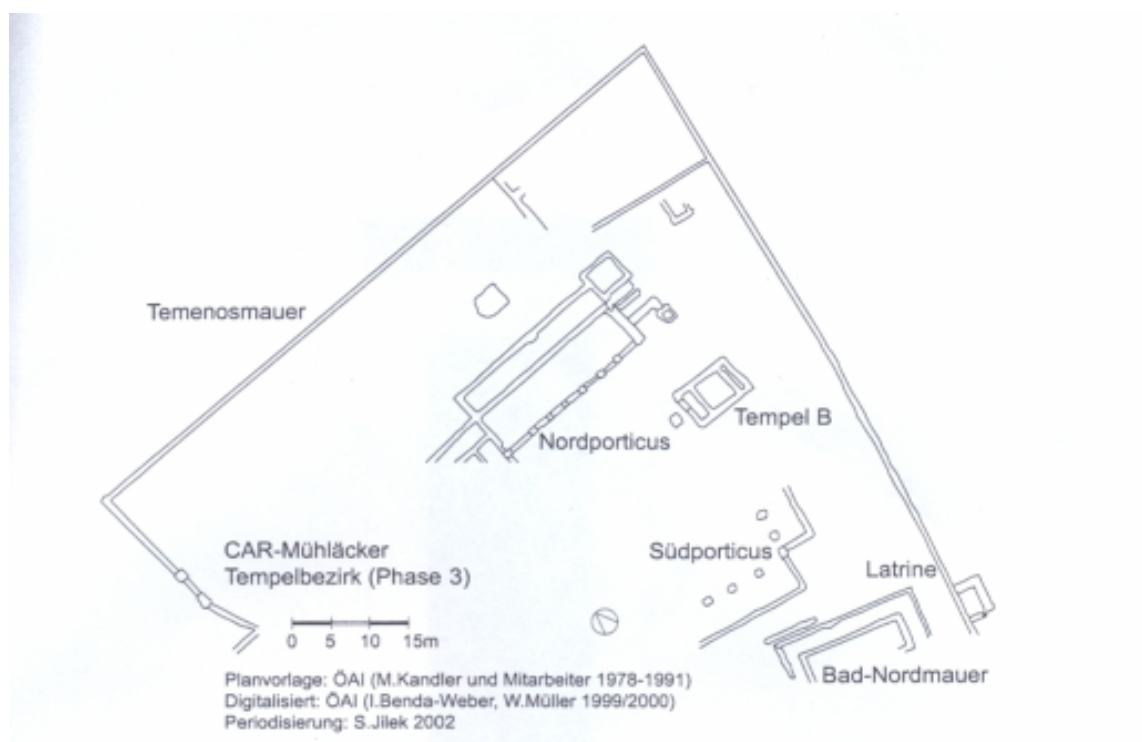 Temenosmauer
Tempel B
Nordporticus
CAR-Mühläcker
Tempelbezirk (Phase 3)
Südporticus
Latrine
0 5 10 15m
Bad-Nordmauer
Planvorlage: ÖAI (M.Kandler und Mitarbeiter 1978-1991)
Digitalisiert: ÖAI (I.Benda-Weber, W.Müller 1999/2000)
Periodisierung: S.Jilek 2002